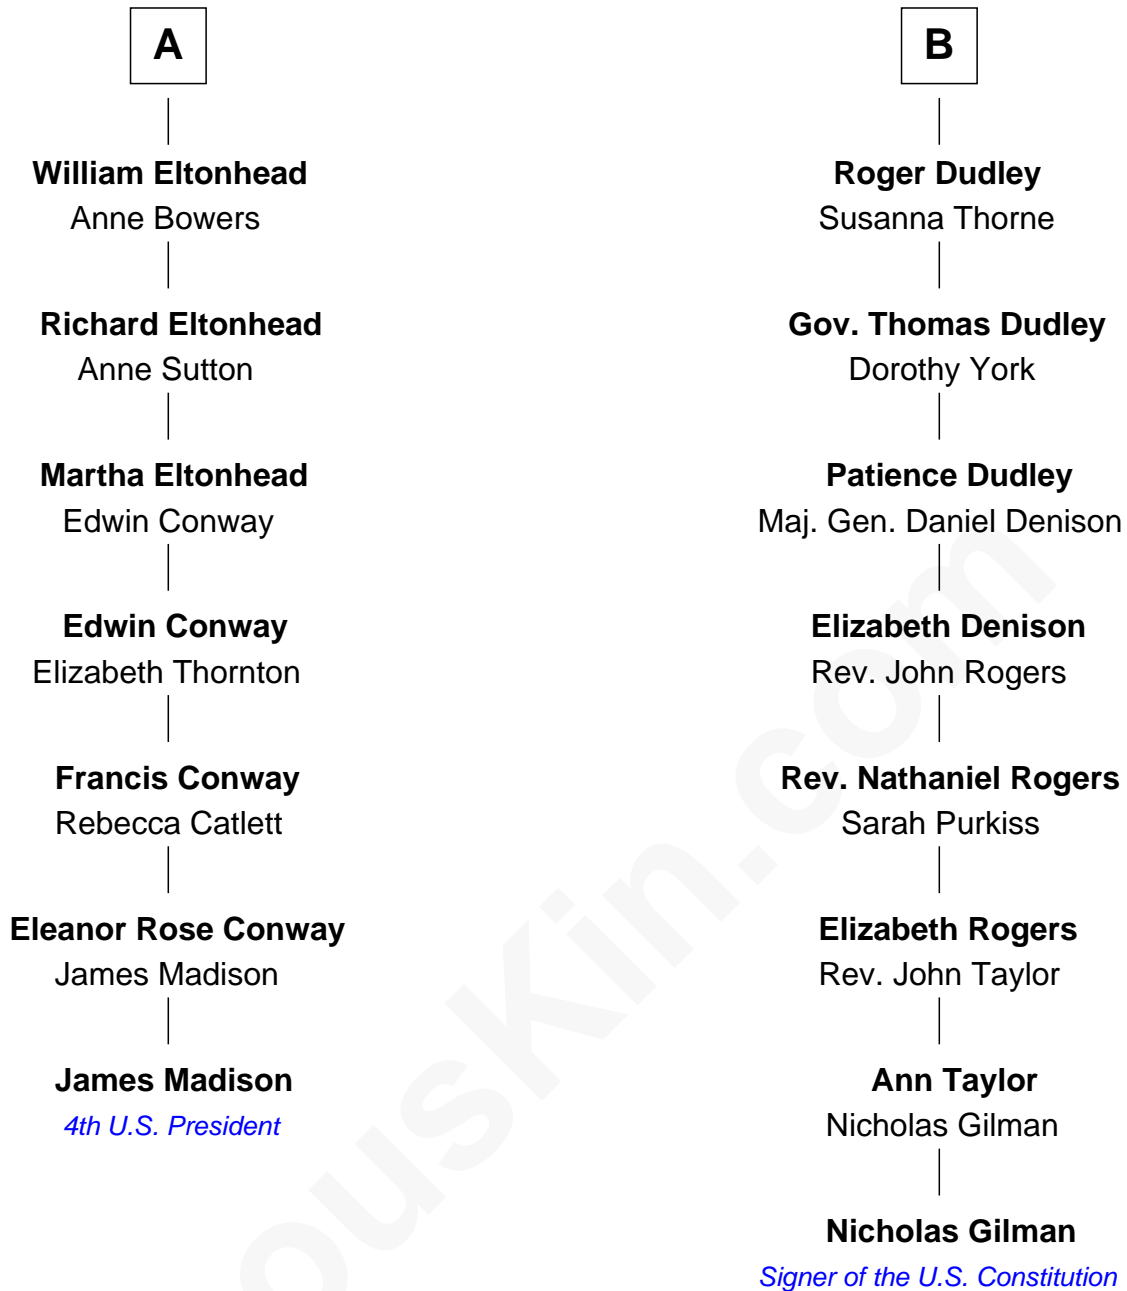 A
William Eltonhead
Anne Bowers
Richard Eltonhead
Anne Sutton
Martha Eltonhead
Edwin Conway
Edwin Conway
Elizabeth Thornton
Francis Conway
Rebecca Catlett
Eleanor Rose Conway
James Madison
James Madison
4th U.S. President
B
Roger Dudley
Susanna Thorne
Gov. Thomas Dudley
Dorothy York
Patience Dudley
Maj. Gen. Daniel Denison
Elizabeth Denison
Rev. John Rogers
Rev. Nathaniel Rogers
Sarah Purkiss
Elizabeth Rogers
Rev. John Taylor
Ann Taylor
Nicholas Gilman
Nicholas Gilman
Signer of the U.S. Constitution
ousKin.com